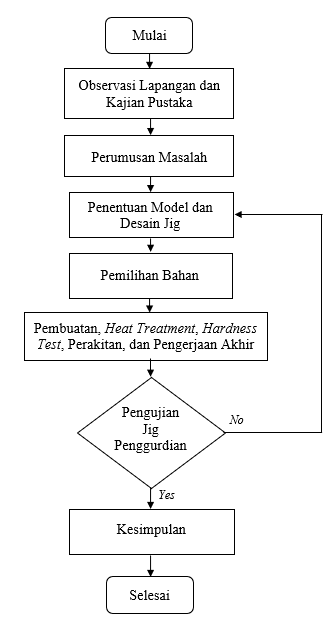 Mulai
Observasi Lapangan dan
Kajian Pustaka
Perumusan Masalah
Penentuan Model dan
Desain Jig
Pemilihan Bahan
Pembuatan, Heat Treatment, Hardness
Test, Perakitan, dan Pengerjaan Akhir
Pengujian
Jig
Penggurdian
No
Yes
Kesimpulan
Selesai